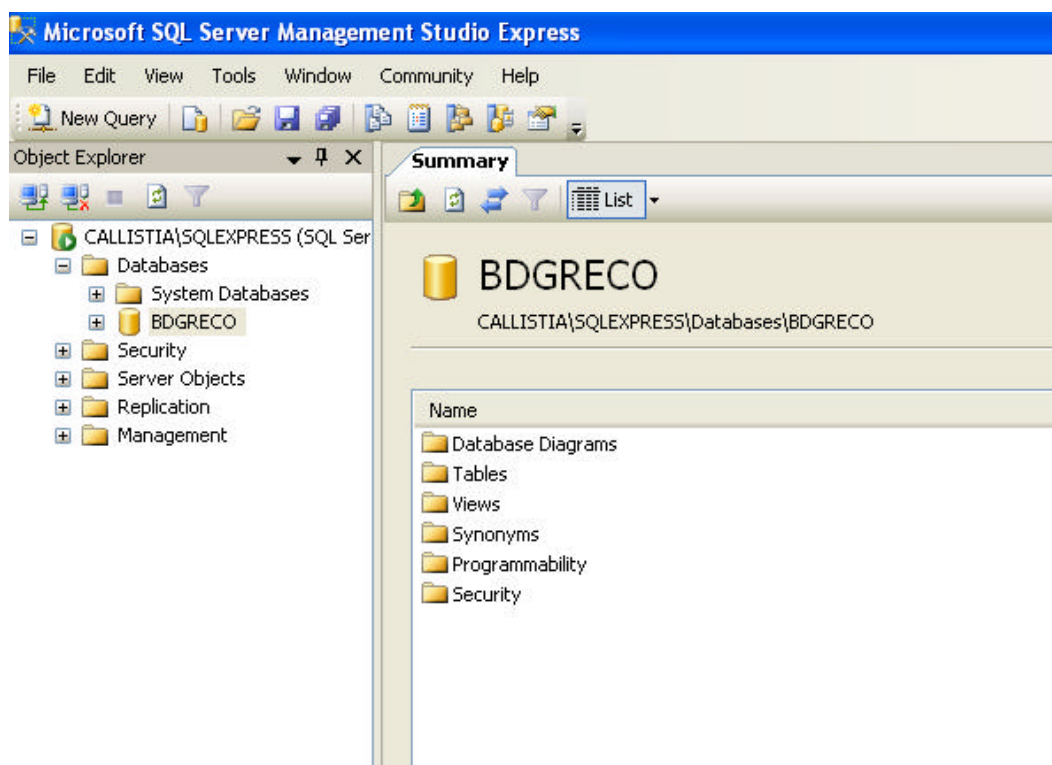 Microsoft SQL Server Management Studio Express
File Edit View Tools Window Community Help
New Query
Object Explorer
CALLISTIA\SQLEXPRESS (SQL Ser
Databases
System Databases
BDGRECO
Security
Server Objects
Replication
Management
Summary
List
BDGRECO
CALLISTIA\SQLEXPRESS\Databases\BDGRECO
Name
Database Diagrams
Tables
Views
Synonyms
Programmability
Security